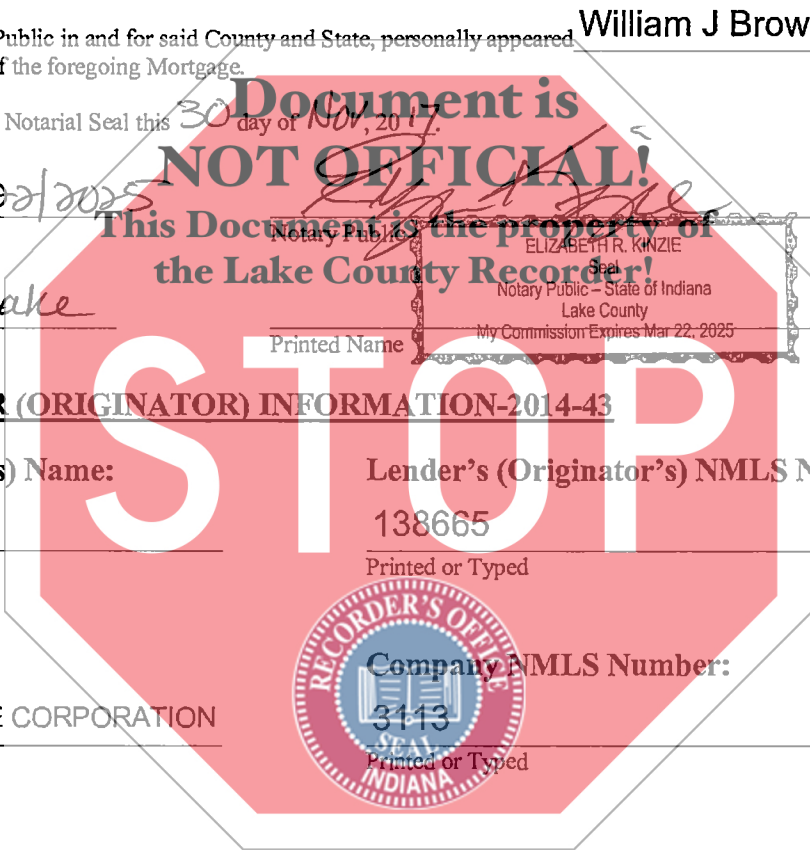 Public in and for said County and State, personally appeared William J Brow
f the foregoing Mortgage.
Document is
Notarial Seal this 30 day of Nov, 2017.
NOT OFFICIAL!
2/2025
This Document is the property of
Notary Public
ELIZABETH R. KINZIE
the Lake County Recorder!
Seal
Notary Public – State of Indiana
ake
Lake County
My Commission Expires Mar 22, 2025
Printed Name
STOP
R (ORIGINATOR) INFORMATION-2014-43
s) Name:
Lender's (Originator's) NMLS N
138665
Printed or Typed
RECORDER'S OFFICE
Company NMLS Number:
E CORPORATION
3113
SEAL
Printed or Typed
INDIANA